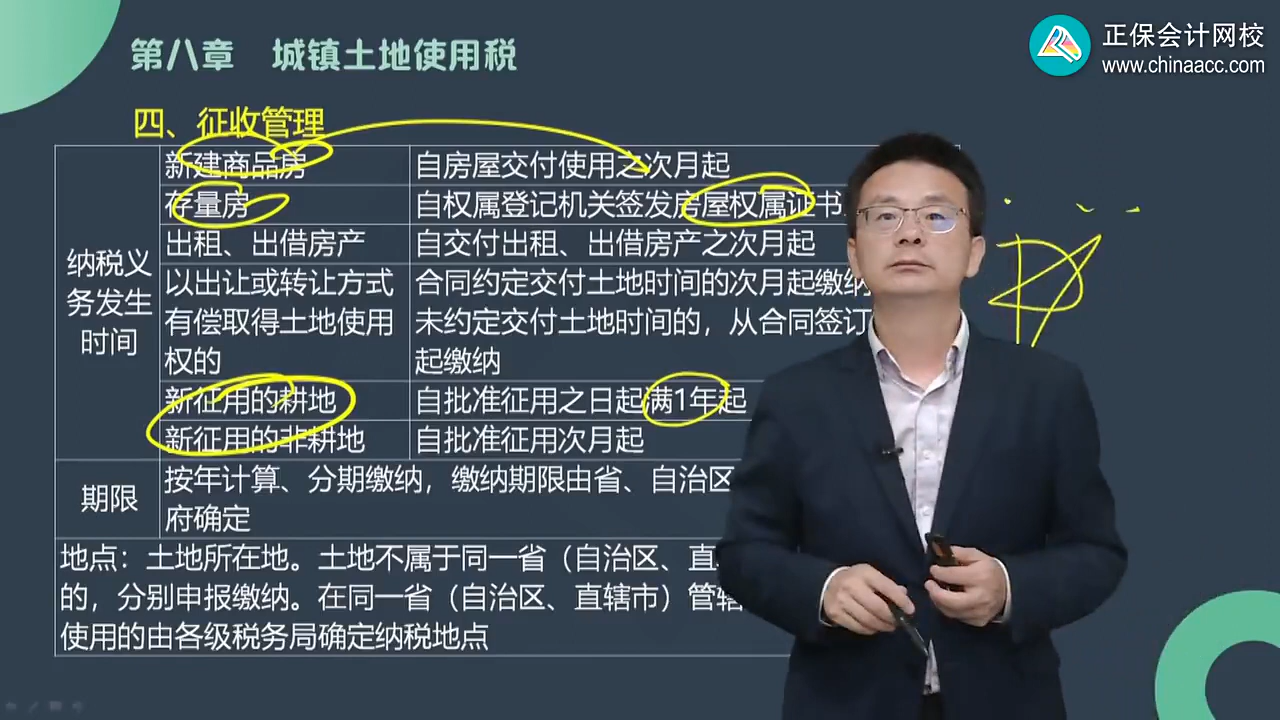 第八章 城镇土地使用税
正保会计网校
www.chinaacc.com
四、征收管理
纳税义
务发生
时间
新建商品房
自房屋交付使用之次月起
存量房
自权属登记机关签发房屋权属证书
出租、出借房产
自交付出租、出借房产之次月起
以出让或转让方式
有偿取得土地使用
权的
合同约定交付土地时间的次月起缴纳
未约定交付土地时间的，从合同签订
起缴纳
新征用的耕地
自批准征用之日起满1年起
新征用的非耕地
自批准征用次月起
期限
按年计算、分期缴纳，缴纳期限由省、自治区
府确定
地点：土地所在地。土地不属于同一省（自治区、直
的，分别申报缴纳。在同一省（自治区、直辖市）管辖
使用的由各级税务局确定纳税地点